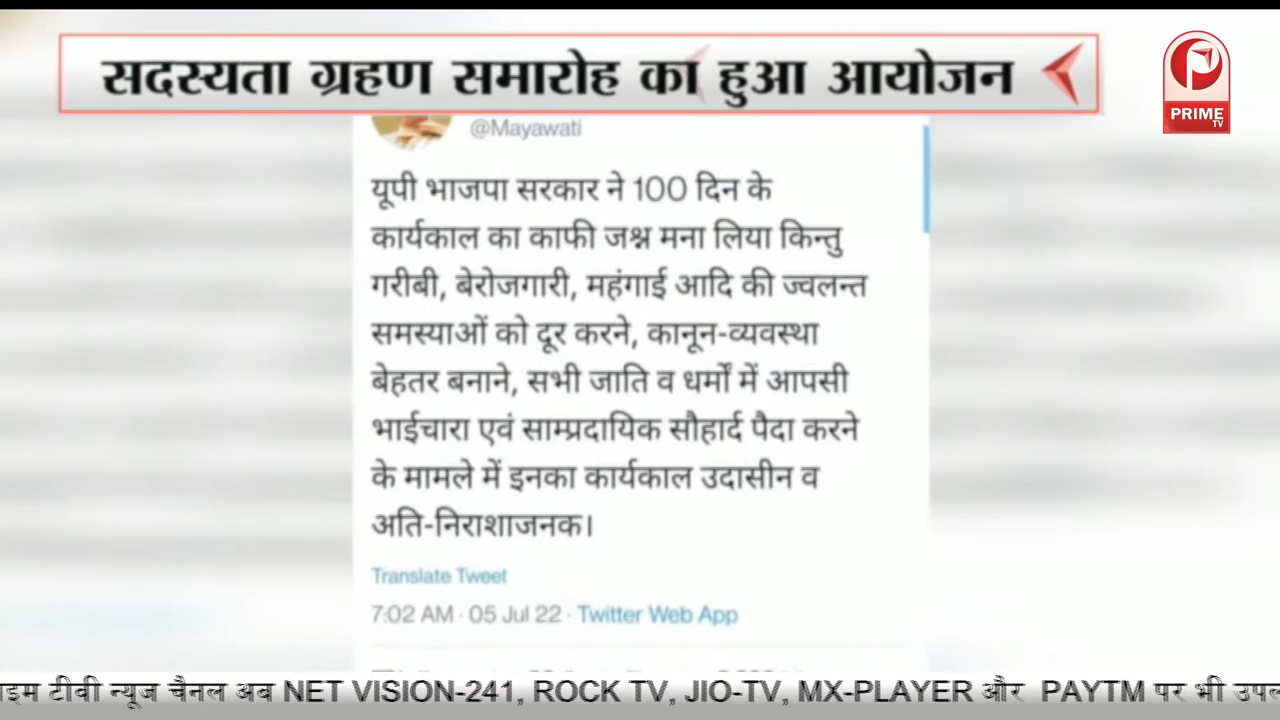 सदस्यता ग्रहण समारोह का हुआ आयोजन
PRIME
TV
@Mayawati
यूपी भाजपा सरकार ने 100 दिन के
कार्यकाल का काफी जश्न मना लिया किन्तु
गरीबी, बेरोजगारी, महंगाई आदि की ज्वलन्त
समस्याओं को दूर करने, कानून-व्यवस्था
बेहतर बनाने, सभी जाति व धर्मों में आपसी
भाईचारा एवं साम्प्रदायिक सौहार्द पैदा करने
के मामले में इनका कार्यकाल उदासीन व
अति-निराशाजनक।
Translate Tweet
7:02 AM · 05 Jul 22 · Twitter Web App
टीवी न्यूज चैनल अब NET VISION-241, ROCK TV, JIO-TV, MX-PLAYER और PAYTM पर भी